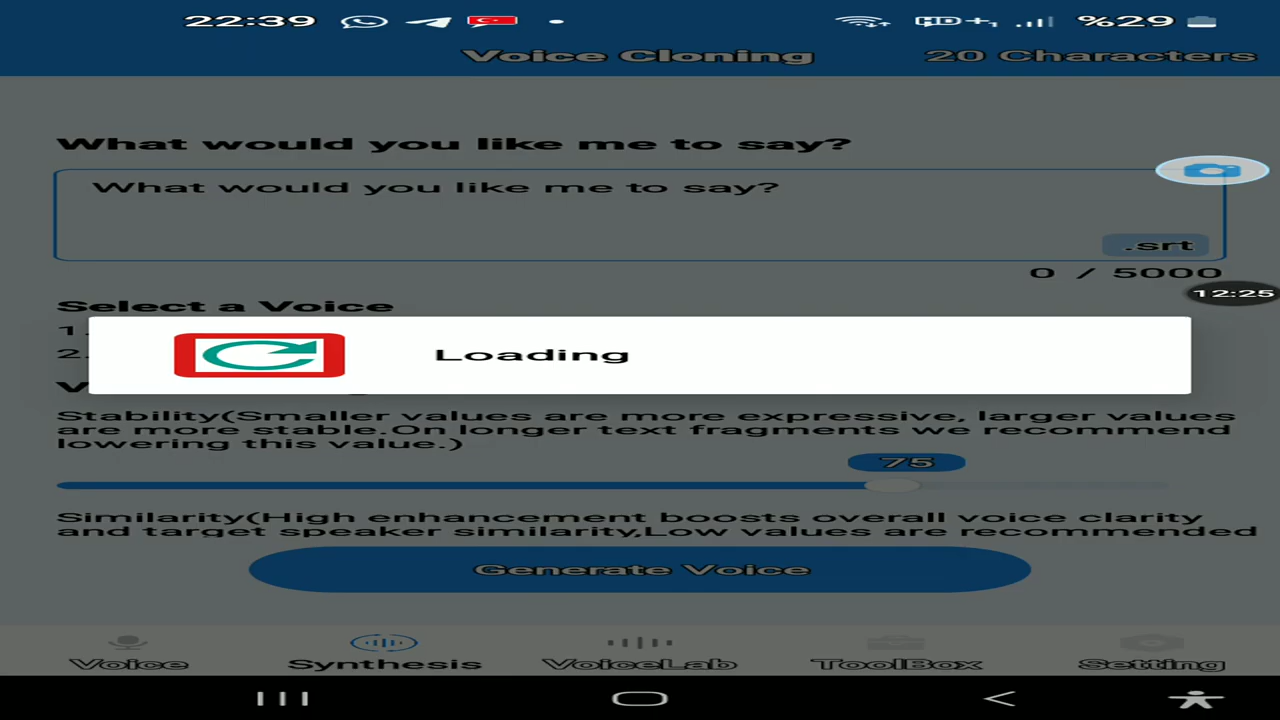 22:39
HD+
%29
Voice Cloning
20 Characters
What would you like me to say?
What would you like me to say?
.srt
0 / 5000
12:25
Select a Voice
1.
2.
Loading
V
Stability(Smaller values are more expressive, larger values
are more stable.On longer text fragments we recommend
lowering this value.)
75
Similarity(High enhancement boosts overall voice clarity
and target speaker similarity,Low values are recommended
Generate Voice
Voice
Synthesis
VoiceLab
ToolBox
Setting